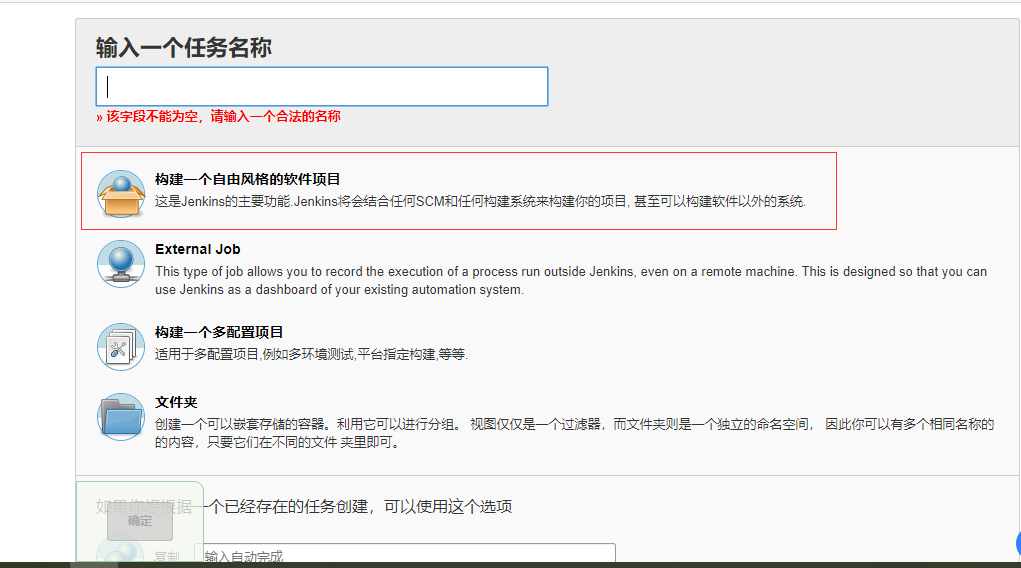 输入一个任务名称
» 该字段不能为空，请输入一个合法的名称
构建一个自由风格的软件项目
这是Jenkins的主要功能.Jenkins将会结合任何SCM和任何构建系统来构建你的项目, 甚至可以构建软件以外的系统.
External Job
This type of job allows you to record the execution of a process run outside Jenkins, even on a remote machine. This is designed so that you can
use Jenkins as a dashboard of your existing automation system.
构建一个多配置项目
适用于多配置项目,例如多环境测试,平台指定构建,等等.
文件夹
创建一个可以嵌套存储的容器。利用它可以进行分组。 视图仅仅是一个过滤器，而文件夹则是一个独立的命名空间， 因此你可以有多个相同名称的
的内容，只要它们在不同的文件 夹里即可。
如果你想根据一个已经存在的任务创建，可以使用这个选项
确定
复制
输入自动完成